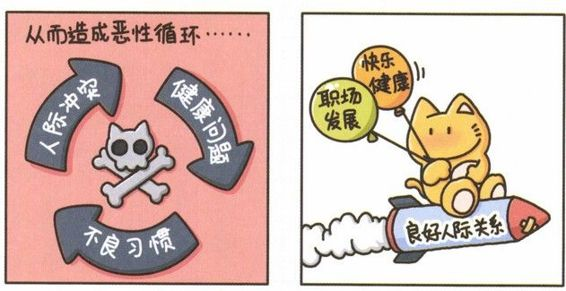 从而造成恶性循环……
人际冲突
健康问题
不良习惯
快乐
健康
职场
发展
良好人际关系